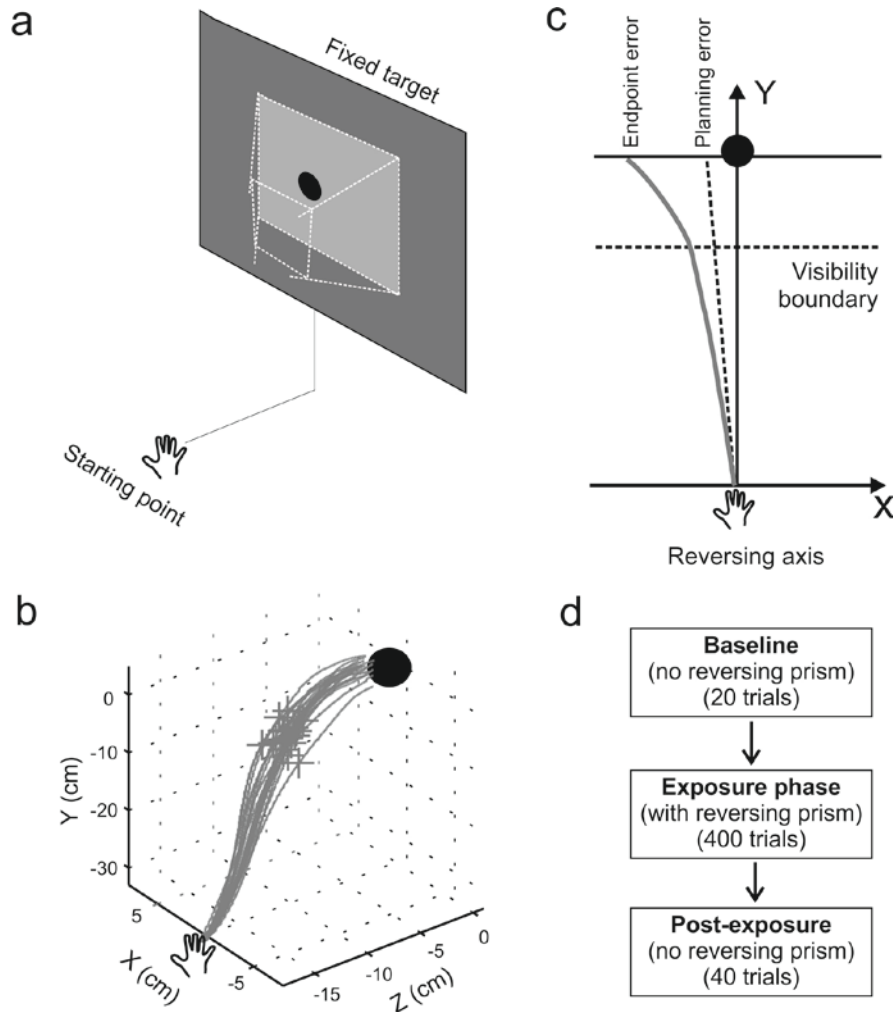 a
Fixed target
Starting point
b
Y (cm)
0
-10
-20
-30
5
-5
X (cm)
-15
-10
-5
0
Z (cm)
c
Endpoint error
Planning error
Y
Visibility
boundary
X
Reversing axis
d
Baseline
(no reversing prism)
(20 trials)
Exposure phase
(with reversing prism)
(400 trials)
Post-exposure
(no reversing prism)
(40 trials)